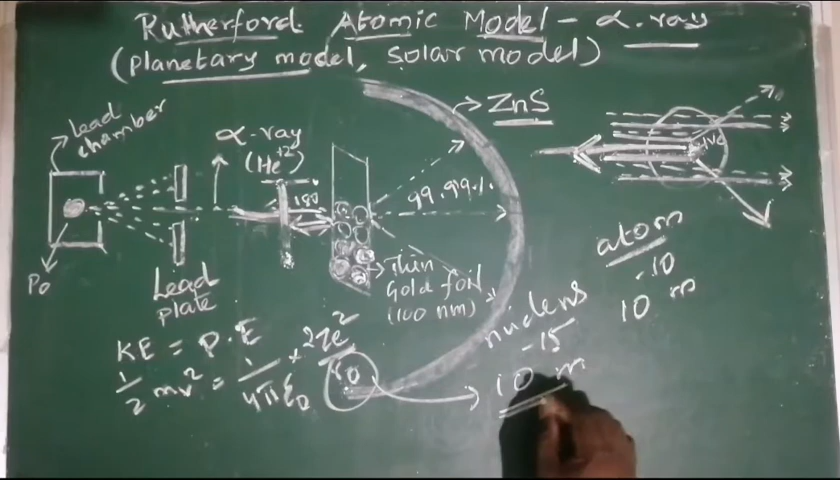 Rutherford Atomic Model - α.ray
(planetary model, solar model)
lead
chamber
Po
α-ray
(He+2)
180
Lead
plate
ZnS
99.99%
Thin
Gold foil
(100 nm)
+ve
atom
10-10 m
nucleus
10-15 m
KE = P.E
1/2 mv2 = 1/4πε0 × 2Ze2/r0